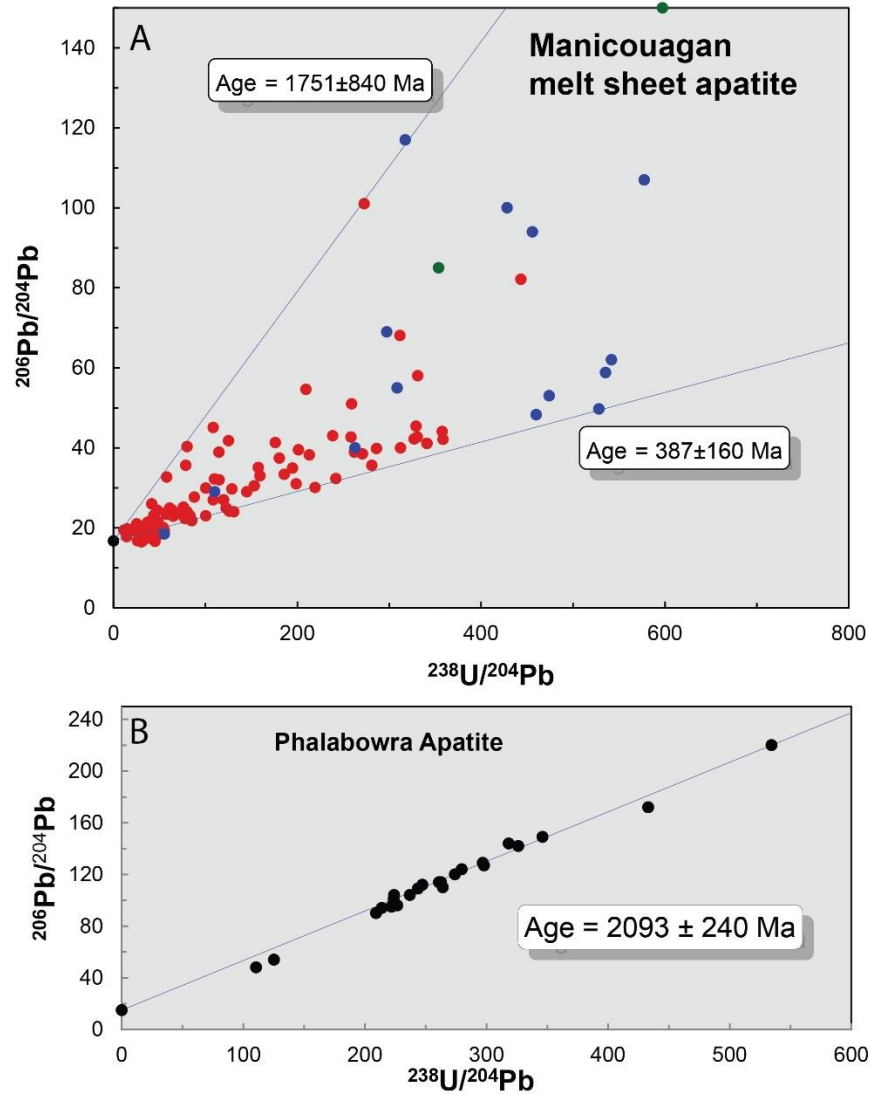 A
Manicouagan
melt sheet apatite
Age = 1751±840 Ma
140
120
100
80
60
40
20
0
Age = 387±160 Ma
206Pb/204Pb
0
200
400
600
800
238U/204Pb
B
Phalabowra Apatite
240
200
160
120
80
40
0
Age = 2093 ± 240 Ma
206Pb/204Pb
0
100
200
300
400
500
600
238U/204Pb